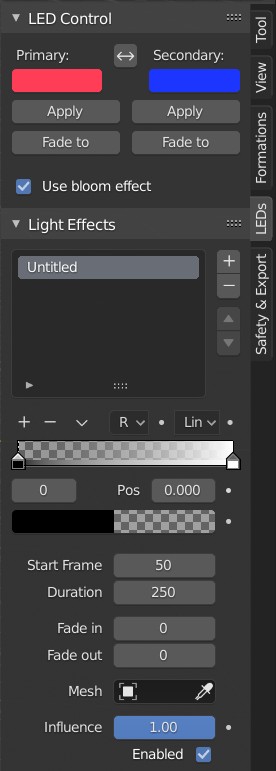 LED Control
Primary: Secondary:
Apply Apply
Fade to Fade to
Use bloom effect
Light Effects
Untitled
R Lin
0 Pos 0.000
Start Frame 50
Duration 250
Fade in 0
Fade out 0
Mesh
Influence 1.00
Enabled
Tool
View
Formations
LEDs
Safety & Export